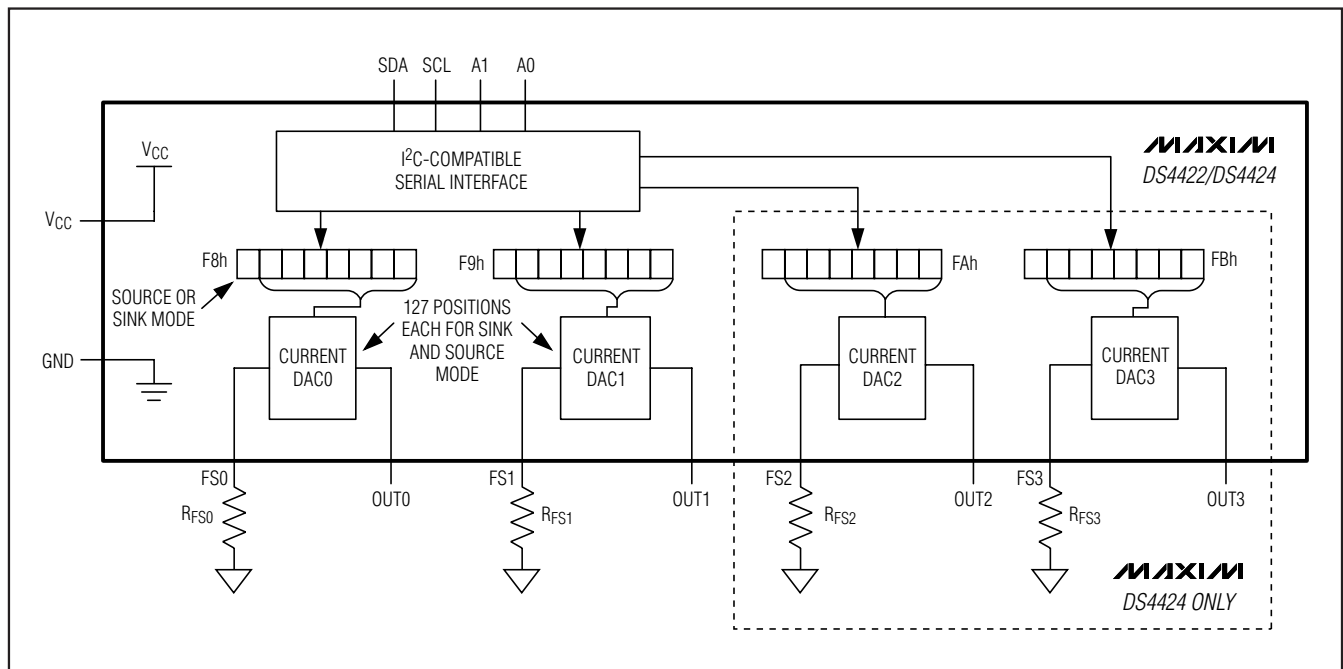 SDA SCL A1 A0
VCC
VCC
GND
I²C-COMPATIBLE
SERIAL INTERFACE
MAXIM
DS4422/DS4424
F8h
F9h
FAh
FBh
SOURCE OR
SINK MODE
127 POSITIONS
EACH FOR SINK
AND SOURCE
MODE
CURRENT
DAC0
CURRENT
DAC1
CURRENT
DAC2
CURRENT
DAC3
FS0
RFS0
OUT0
FS1
RFS1
OUT1
FS2
RFS2
OUT2
FS3
RFS3
OUT3
MAXIM
DS4424 ONLY